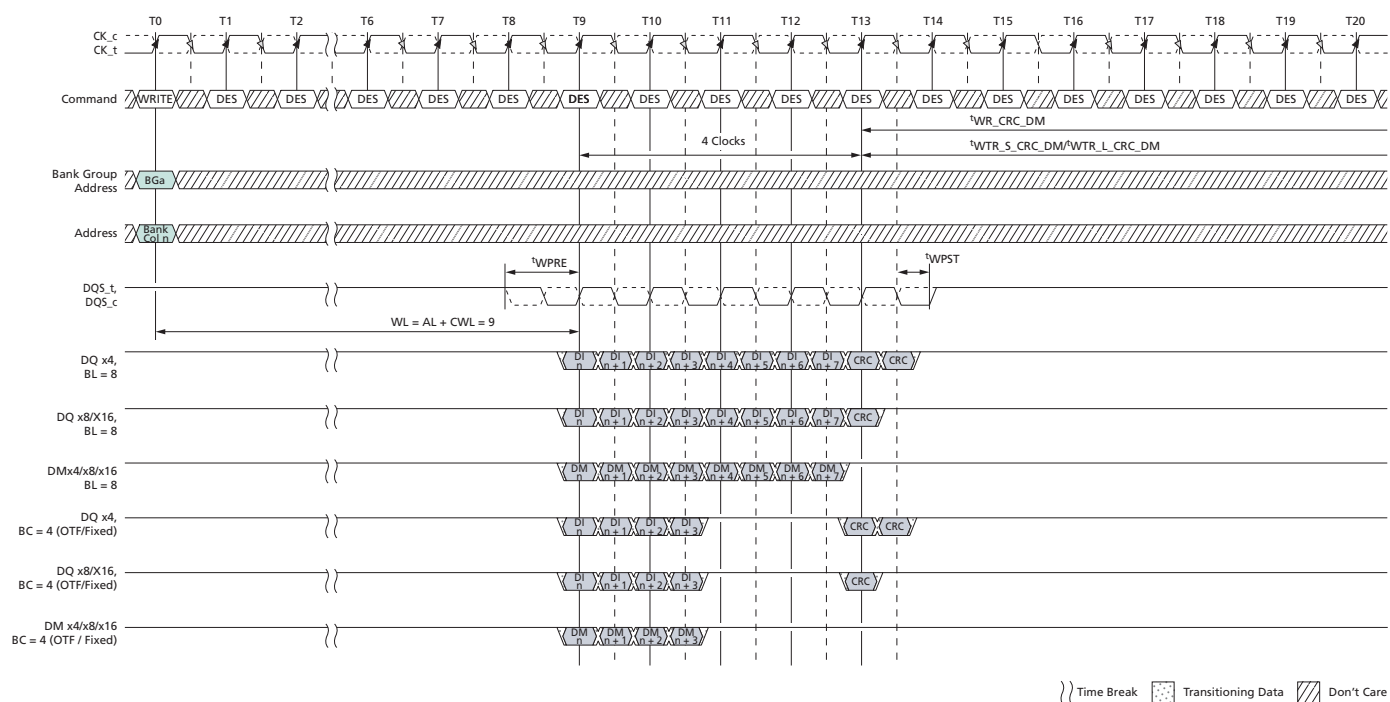 T0 T1 T2 T6 T7 T8 T9 T10 T11 T12 T13 T14 T15 T16 T17 T18 T19 T20
CK_c
CK_t
Command WRITE DES DES DES DES DES DES DES DES DES DES DES DES DES DES DES DES DES
tWR_CRC_DM
4 Clocks tWTR_S_CRC_DM/tWTR_L_CRC_DM
Bank Group
Address
BGa
Address
Bank
Col n
tWPRE tWPST
DQS_t,
DQS_c
WL = AL + CWL = 9
DQ x4,
BL = 8
DI n DI n + 1 DI n + 2 DI n + 3 DI n + 4 DI n + 5 DI n + 6 DI n + 7 CRC CRC
DQ x8/X16,
BL = 8
DI n DI n + 1 DI n + 2 DI n + 3 DI n + 4 DI n + 5 DI n + 6 DI n + 7 CRC
DMx4/x8/x16
BL = 8
DM n DM n + 1 DM n + 2 DM n + 3 DM n + 4 DM n + 5 DM n + 6 DM n + 7
DQ x4,
BC = 4 (OTF/Fixed)
DI n DI n + 1 DI n + 2 DI n + 3 CRC CRC
DQ x8/X16,
BC = 4 (OTF/Fixed)
DI n DI n + 1 DI n + 2 DI n + 3 CRC
DM x4/x8/x16
BC = 4 (OTF / Fixed)
DM n DM n + 1 DM n + 2 DM n + 3
Time Break Transitioning Data Don't Care